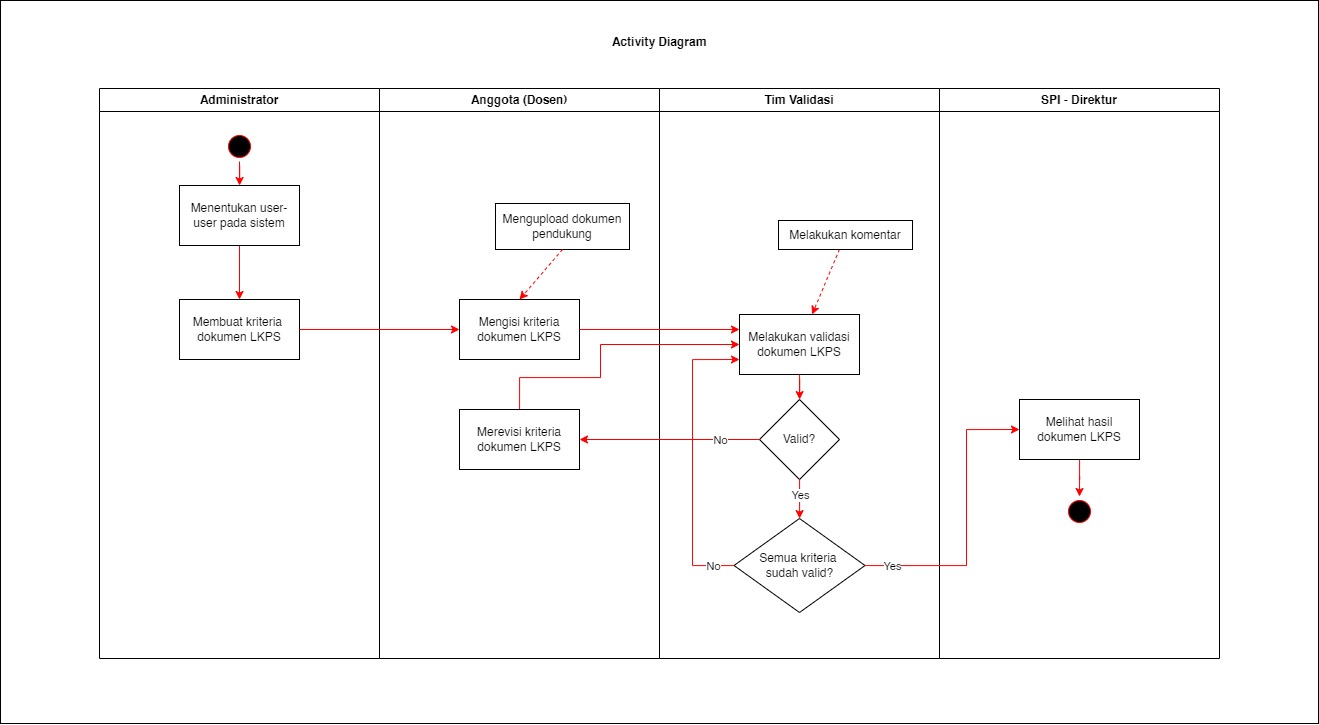 Activity Diagram
Administrator
Anggota (Dosen)
Tim Validasi
SPI - Direktur
Menentukan user-
user pada sistem
Mengupload dokumen
pendukung
Melakukan komentar
Membuat kriteria
dokumen LKPS
Mengisi kriteria
dokumen LKPS
Melakukan validasi
dokumen LKPS
Merevisi kriteria
dokumen LKPS
No
Valid?
Melihat hasil
dokumen LKPS
Yes
No
Semua kriteria
sudah valid?
Yes